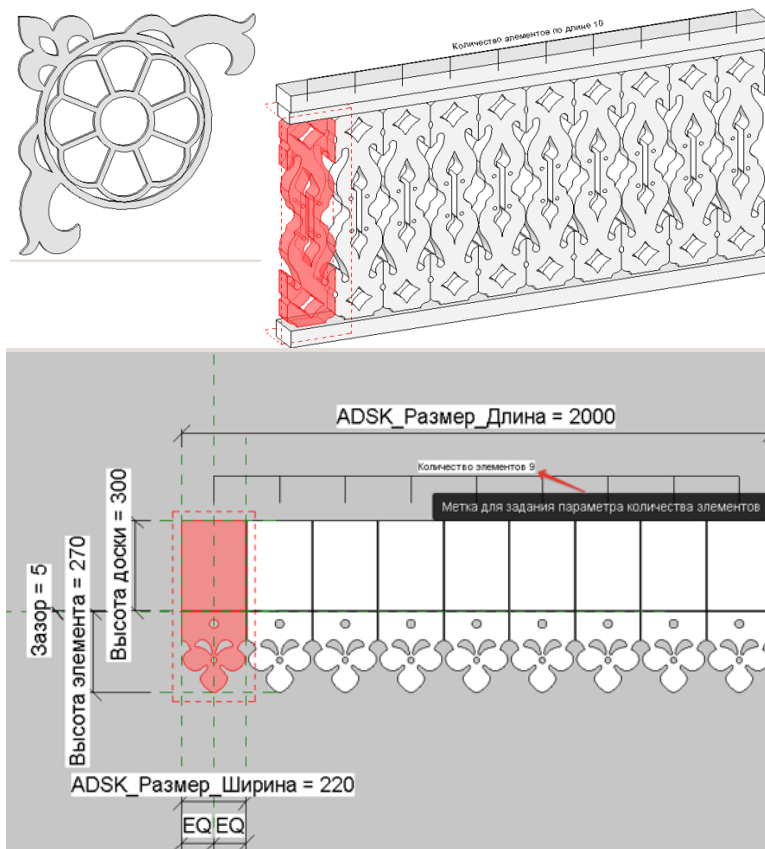 Количество элементов по длине 10
ADSK_Размер_Длина = 2000
Количество элементов 9
Метка для задания параметра количества элементов
Высота доски = 300
Высота элемента = 270
Зазор = 5
ADSK_Размер_Ширина = 220
EQ EQ